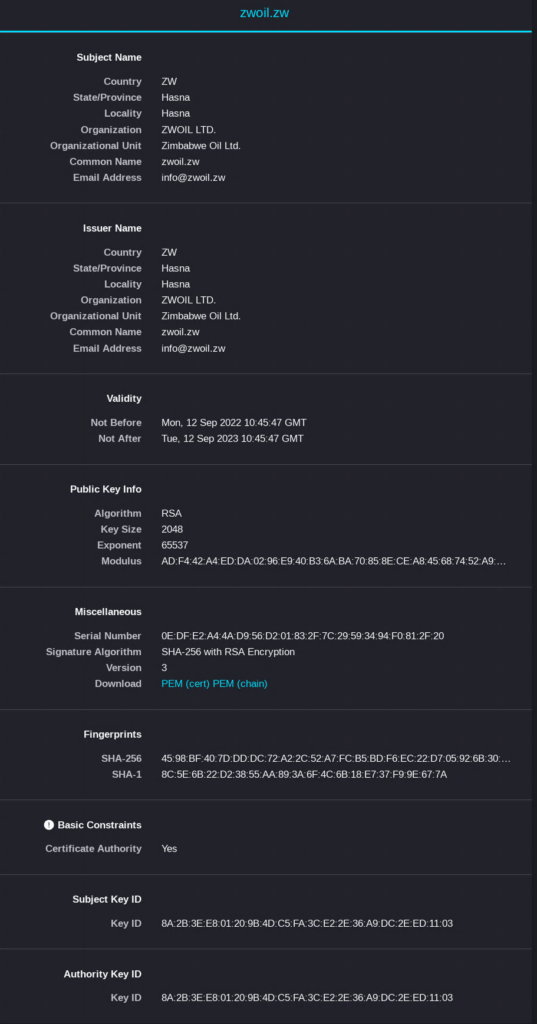 zwoil.zw
Subject Name
Country ZW
State/Province Hasna
Locality Hasna
Organization ZWOIL LTD.
Organizational Unit Zimbabwe Oil Ltd.
Common Name zwoil.zw
Email Address info@zwoil.zw
Issuer Name
Country ZW
State/Province Hasna
Locality Hasna
Organization ZWOIL LTD.
Organizational Unit Zimbabwe Oil Ltd.
Common Name zwoil.zw
Email Address info@zwoil.zw
Validity
Not Before Mon, 12 Sep 2022 10:45:47 GMT
Not After Tue, 12 Sep 2023 10:45:47 GMT
Public Key Info
Algorithm RSA
Key Size 2048
Exponent 65537
Modulus AD:F4:42:A4:ED:DA:02:96:E9:40:B3:6A:BA:70:85:8E:CE:A8:45:68:74:52:A9:…
Miscellaneous
Serial Number 0E:DF:E2:A4:4A:D9:56:D2:01:83:2F:7C:29:59:34:94:F0:81:2F:20
Signature Algorithm SHA-256 with RSA Encryption
Version 3
Download PEM (cert) PEM (chain)
Fingerprints
SHA-256 45:98:BF:40:7D:DD:DC:72:A2:2C:52:A7:FC:B5:BD:F6:EC:22:D7:05:92:6B:30:…
SHA-1 8C:5E:6B:22:D2:38:55:AA:89:3A:6F:4C:6B:18:E7:37:F9:9E:67:7A
Basic Constraints
Certificate Authority Yes
Subject Key ID
Key ID 8A:2B:3E:E8:01:20:9B:4D:C5:FA:3C:E2:2E:36:A9:DC:2E:ED:11:03
Authority Key ID
Key ID 8A:2B:3E:E8:01:20:9B:4D:C5:FA:3C:E2:2E:36:A9:DC:2E:ED:11:03